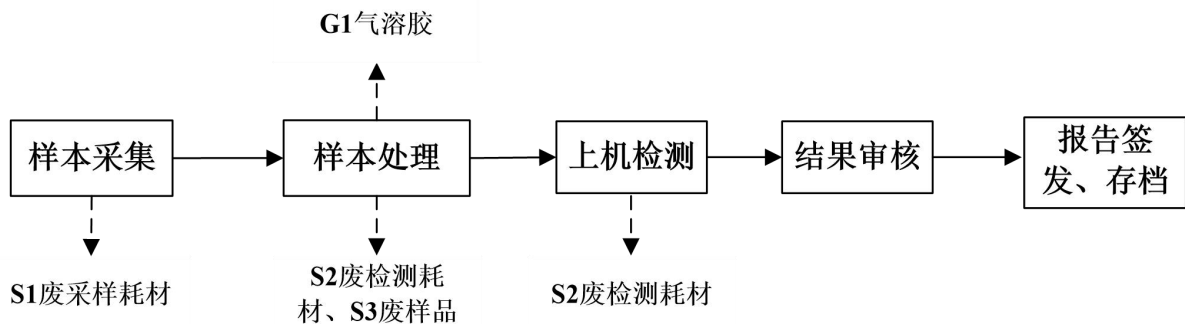 G1气溶胶
样本采集
样本处理
上机检测
结果审核
报告签
发、存档
S1废采样耗材
S2废检测耗
材、S3废样品
S2废检测耗材